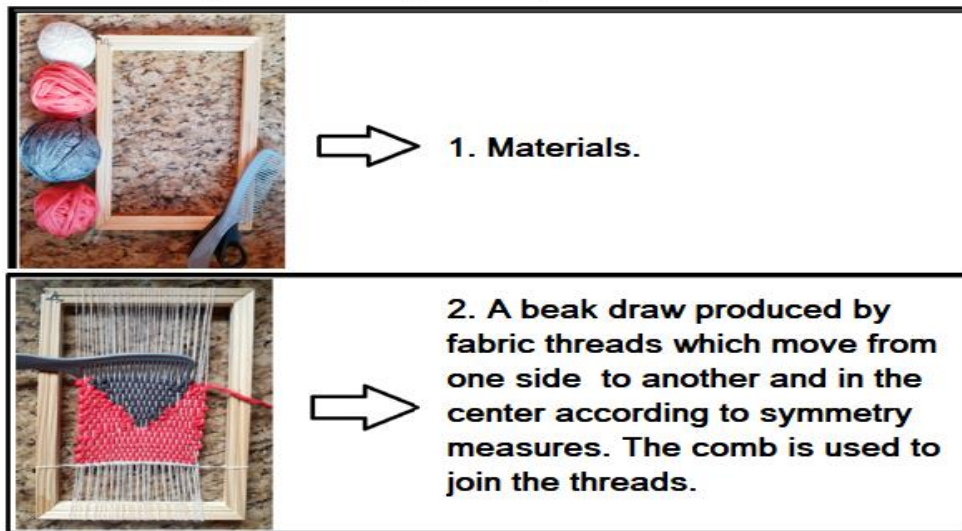 1. Materials.
2. A beak draw produced by
fabric threads which move from
one side to another and in the
center according to symmetry
measures. The comb is used to
join the threads.